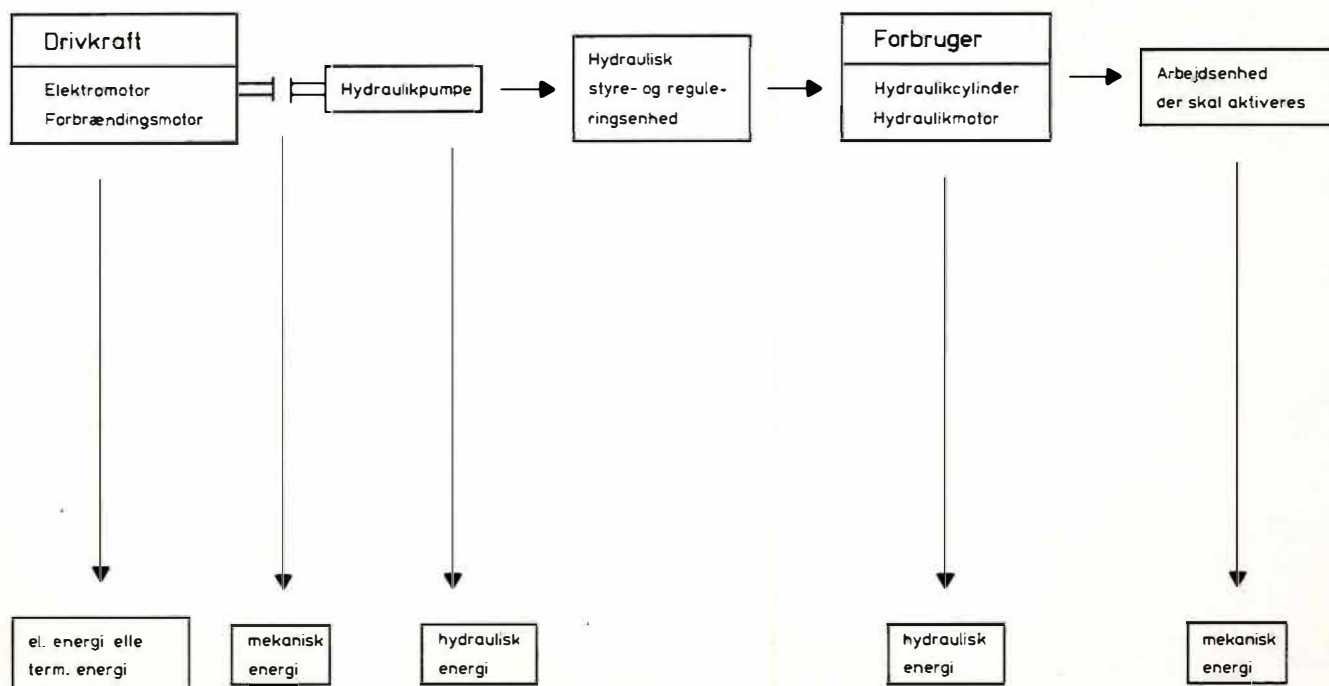 Drivkraft
Elektromotor
Forbrændingsmotor
Hydraulikpumpe
Hydraulisk
styre- og regule-
ringsenhed
Forbruger
Hydraulikcylinder
Hydraulikmotor
Arbejdsenhed
der skal aktiveres
el. energi elle
term. energi
mekanisk
energi
hydraulisk
energi
hydraulisk
energi
mekanisk
energi